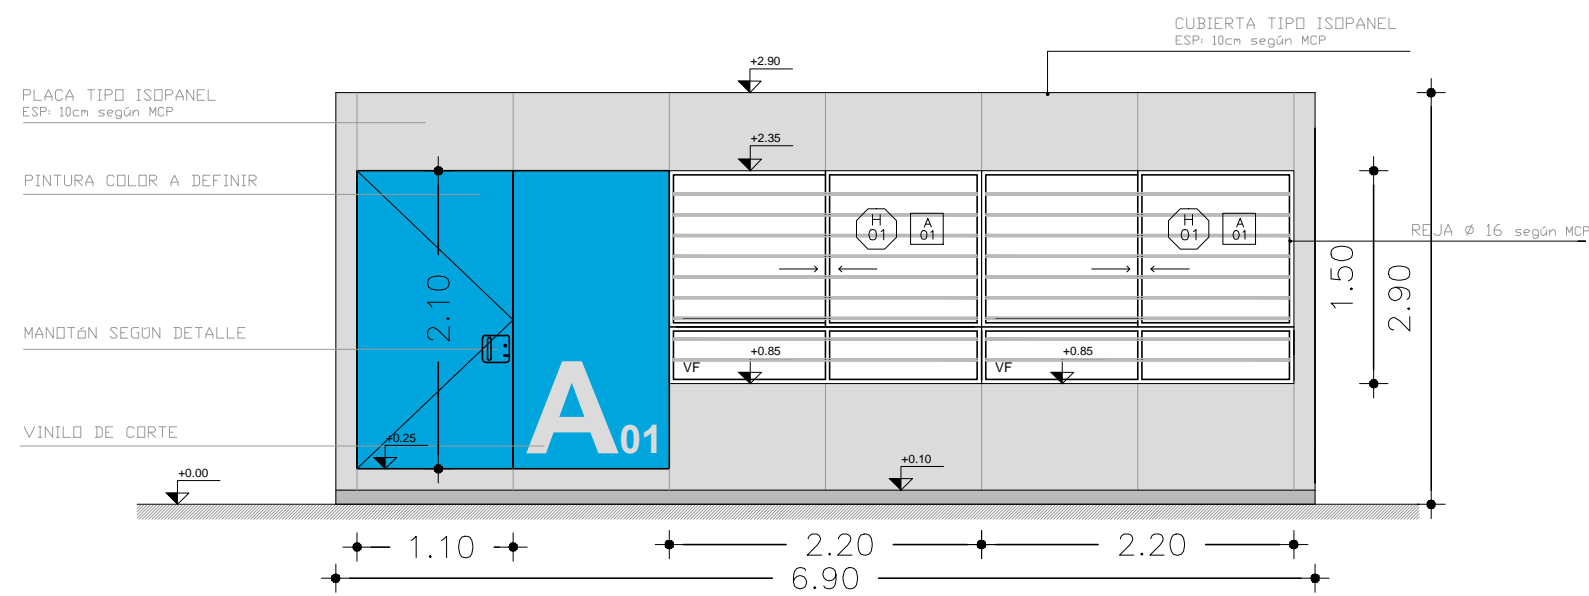 CUBIERTA TIPO ISOPANEL
ESP: 10cm según MCP
+2.90
PLACA TIPO ISOPANEL
ESP: 10cm según MCP
+2.35
PINTURA COLOR A DEFINIR
H
01
A
01
H
01
A
01
REJA Ø 16 según MCP
2.10
1.50
2.90
MANOTóN SEGÚN DETALLE
+0.85
+0.85
VF
VF
VINILO DE CORTE
A01
+0.25
+0.00
+0.10
1.10
2.20
2.20
6.90